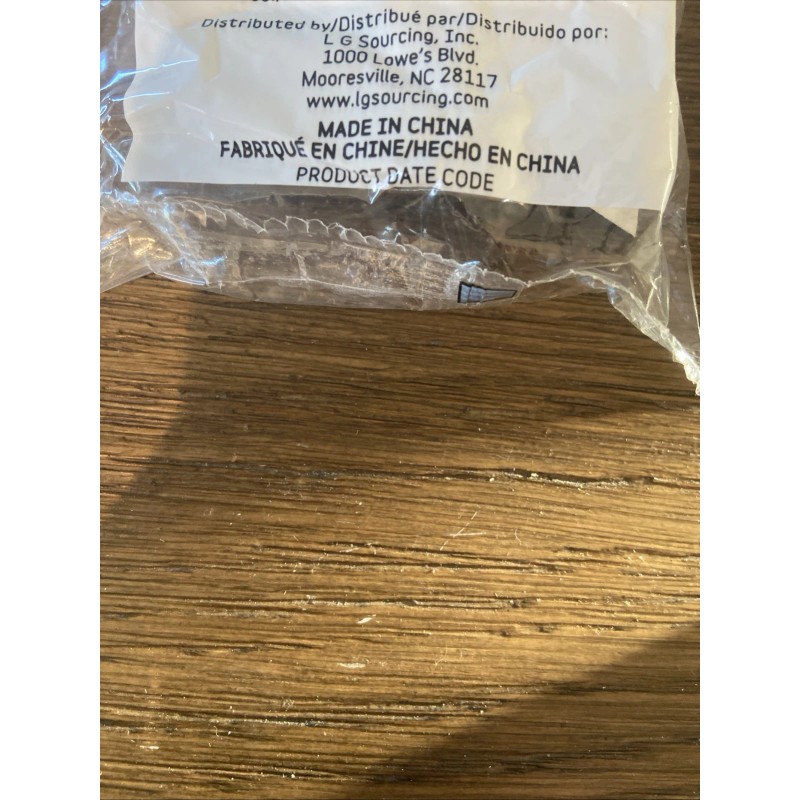 Distributed by/Distribué par/Distribuido por:
L G Sourcing, Inc.
1000 Lowe's Blvd.
Mooresville, NC 28117
www.lgsourcing.com
MADE IN CHINA
FABRIQUÉ EN CHINE/HECHO EN CHINA
PRODUCT DATE CODE